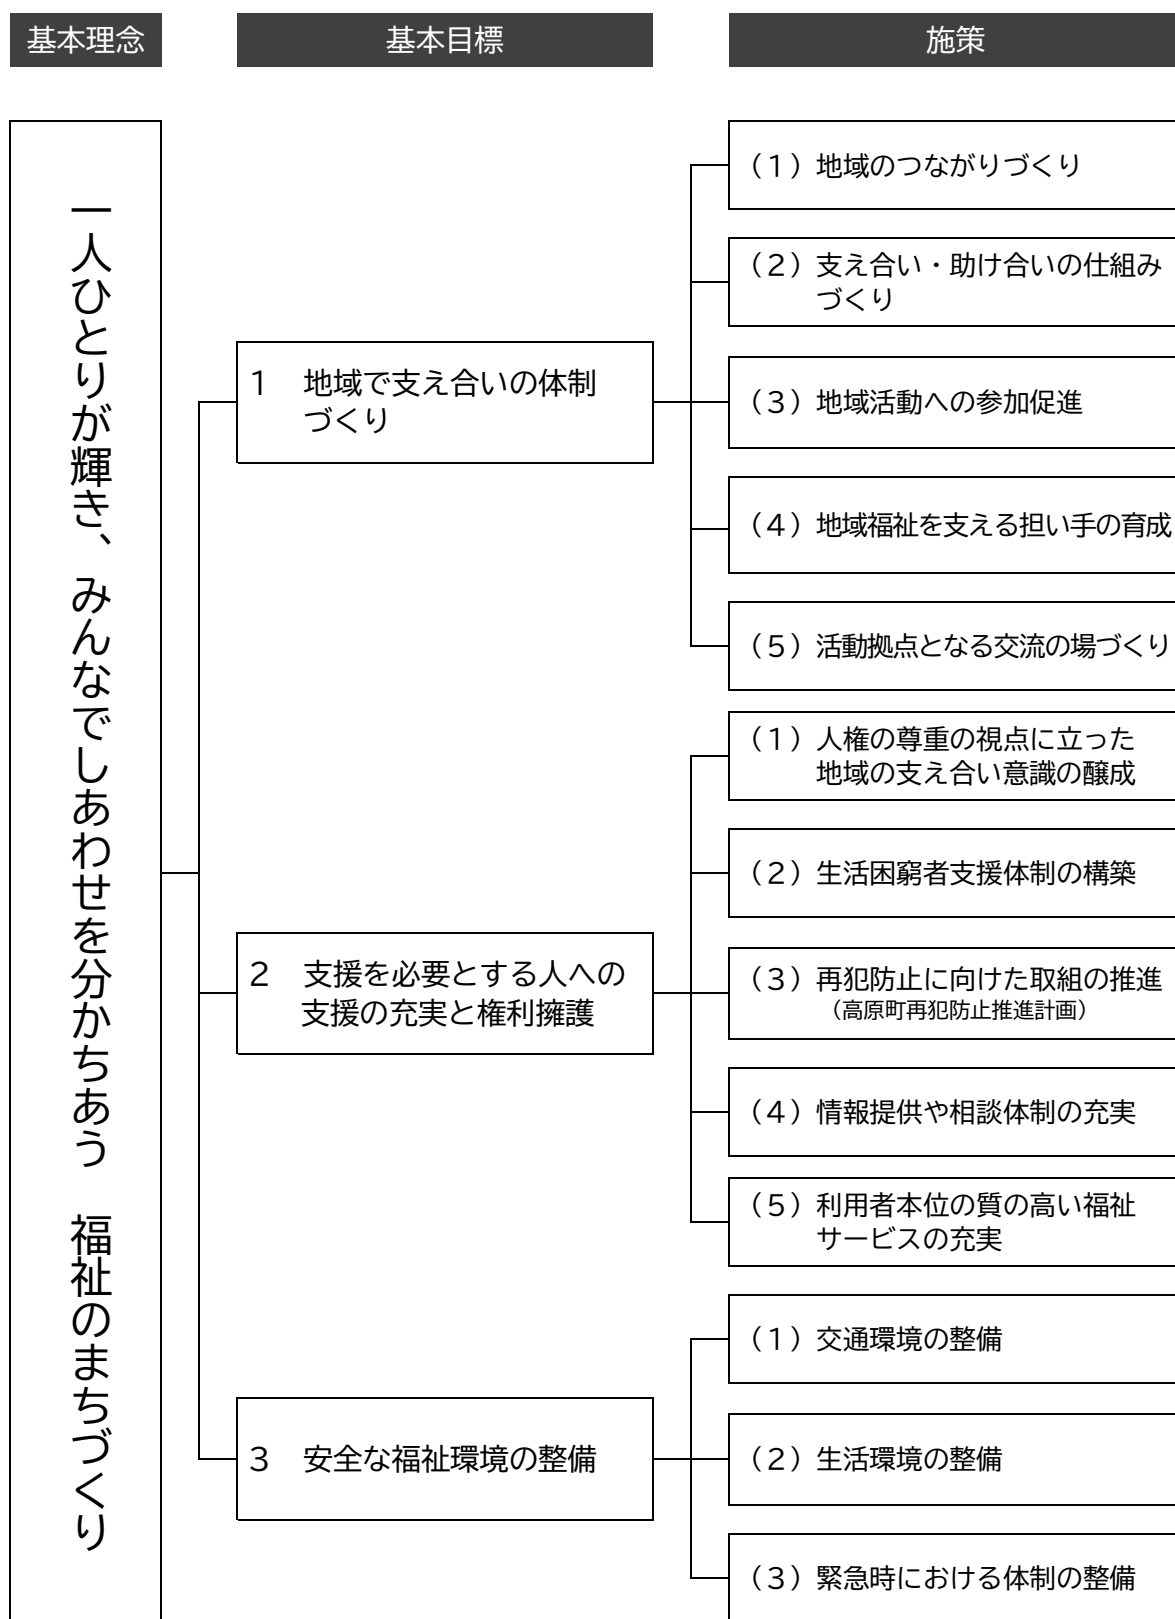 基本理念
基本目標
施策
一人ひとりが輝き、みんなでしあわせを分かちあう　福祉のまちづくり
1　地域で支え合いの体制
づくり
（1）地域のつながりづくり
（2）支え合い・助け合いの仕組み
づくり
（3）地域活動への参加促進
（4）地域福祉を支える担い手の育成
（5）活動拠点となる交流の場づくり
2　支援を必要とする人への
支援の充実と権利擁護
（1）人権の尊重の視点に立った
地域の支え合い意識の醸成
（2）生活困窮者支援体制の構築
（3）再犯防止に向けた取組の推進
（高原町再犯防止推進計画）
（4）情報提供や相談体制の充実
（5）利用者本位の質の高い福祉
サービスの充実
3　安全な福祉環境の整備
（1）交通環境の整備
（2）生活環境の整備
（3）緊急時における体制の整備